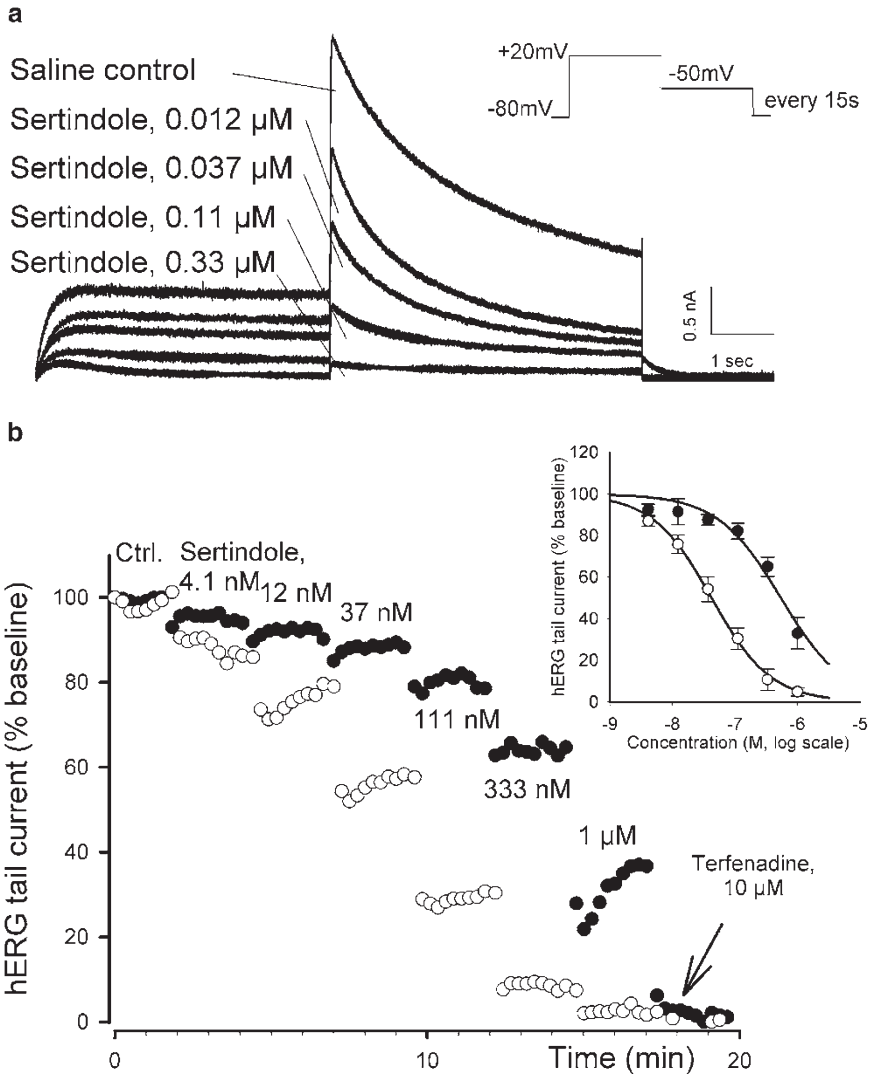 a
Saline control
Sertindole, 0.012 µM
Sertindole, 0.037 µM
Sertindole, 0.11 µM
Sertindole, 0.33 µM
+20mV
-50mV
-80mV
every 15s
0.5 nA
1 sec
b
hERG tail current (% baseline)
100
80
60
40
20
0
0
10
20
Time (min)
Ctrl.
Sertindole,
4.1 nM
12 nM
37 nM
111 nM
333 nM
1 µM
Terfenadine,
10 µM
hERG tail current (% baseline)
120
100
80
60
40
20
0
-9
-8
-7
-6
-5
Concentration (M, log scale)